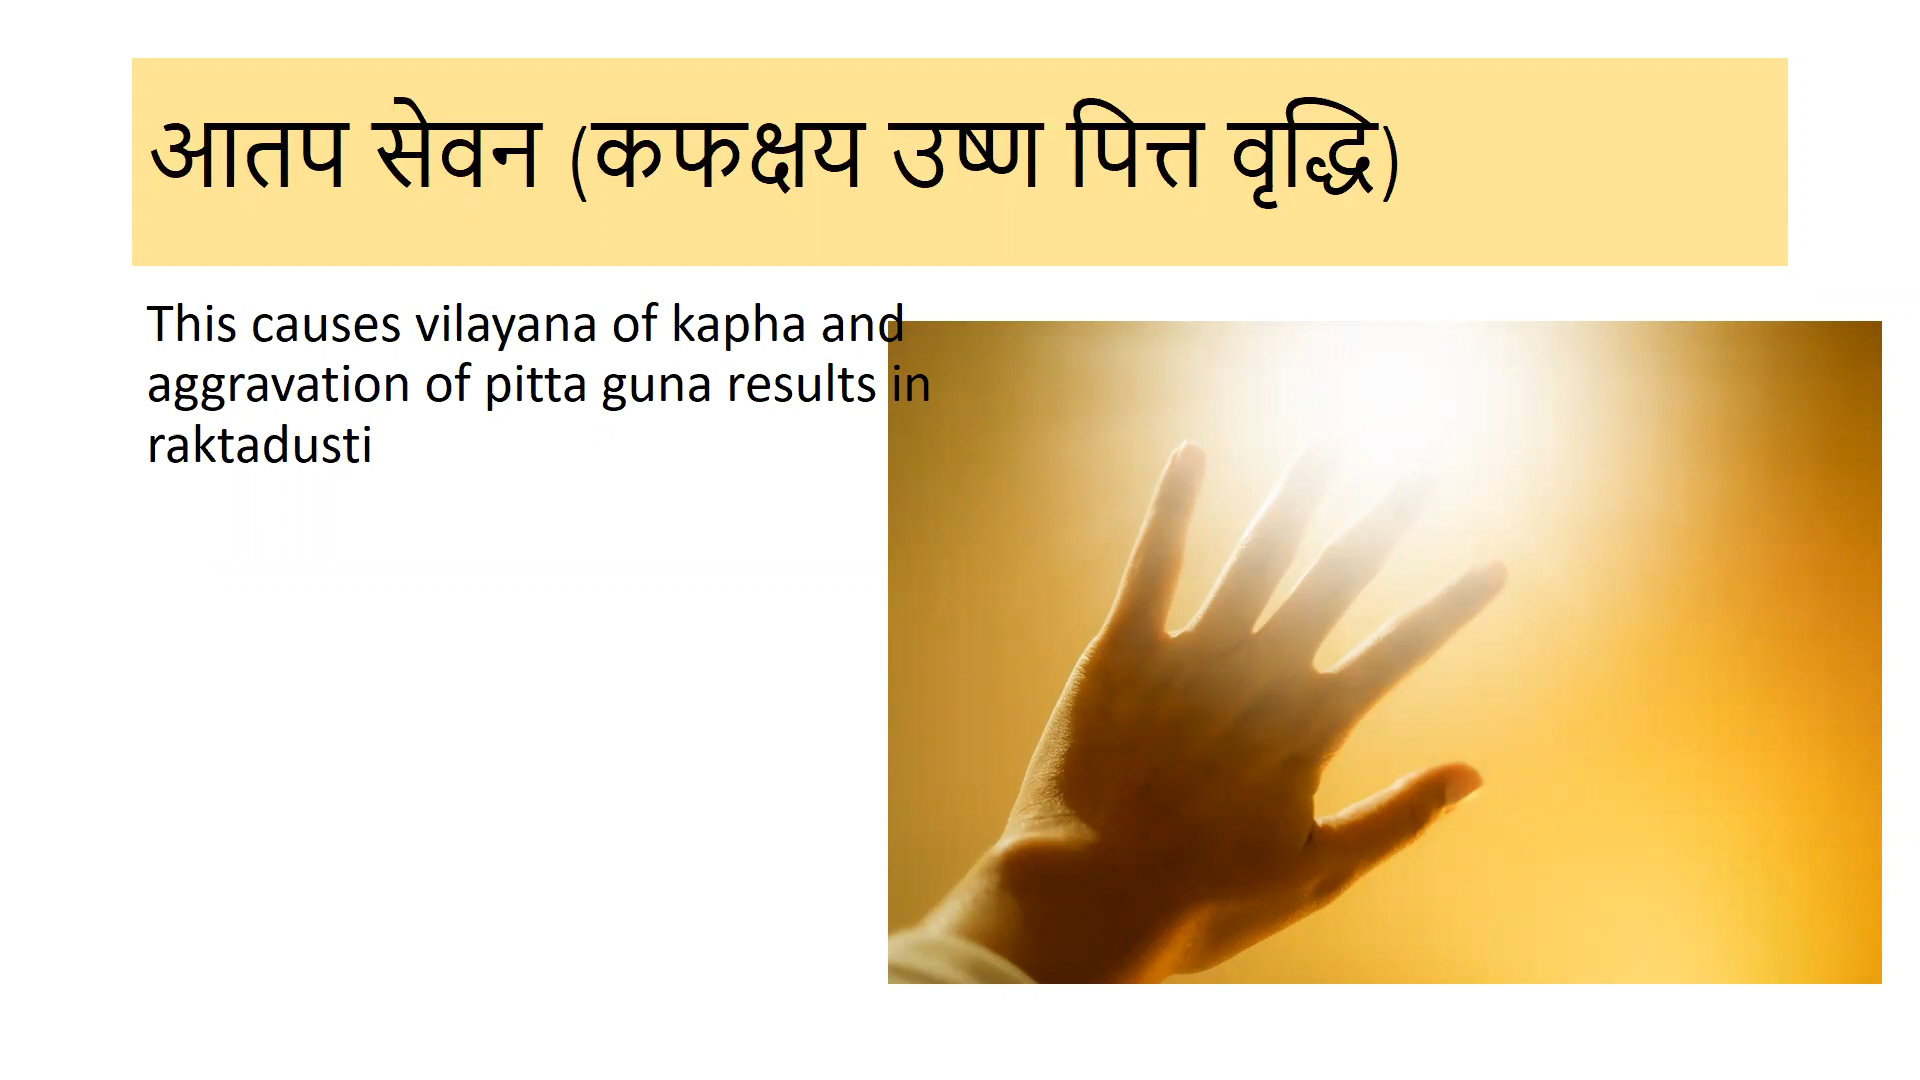 आतप सेवन (कफक्षय उष्ण पित्त वृद्धि)
This causes vilayana of kapha and
aggravation of pitta guna results in
raktadusti